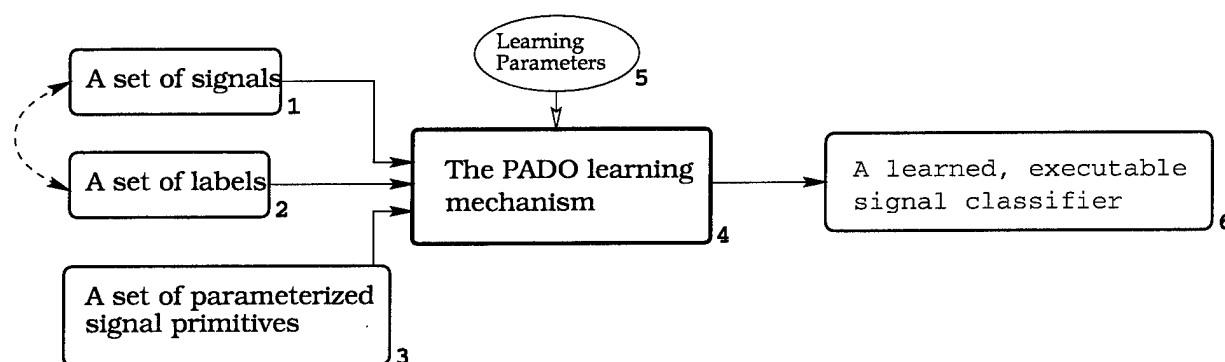 Learning
Parameters
5
A set of signals
1
A set of labels
2
A set of parameterized
signal primitives
3
The PADO learning
mechanism
4
A learned, executable
signal classifier
6